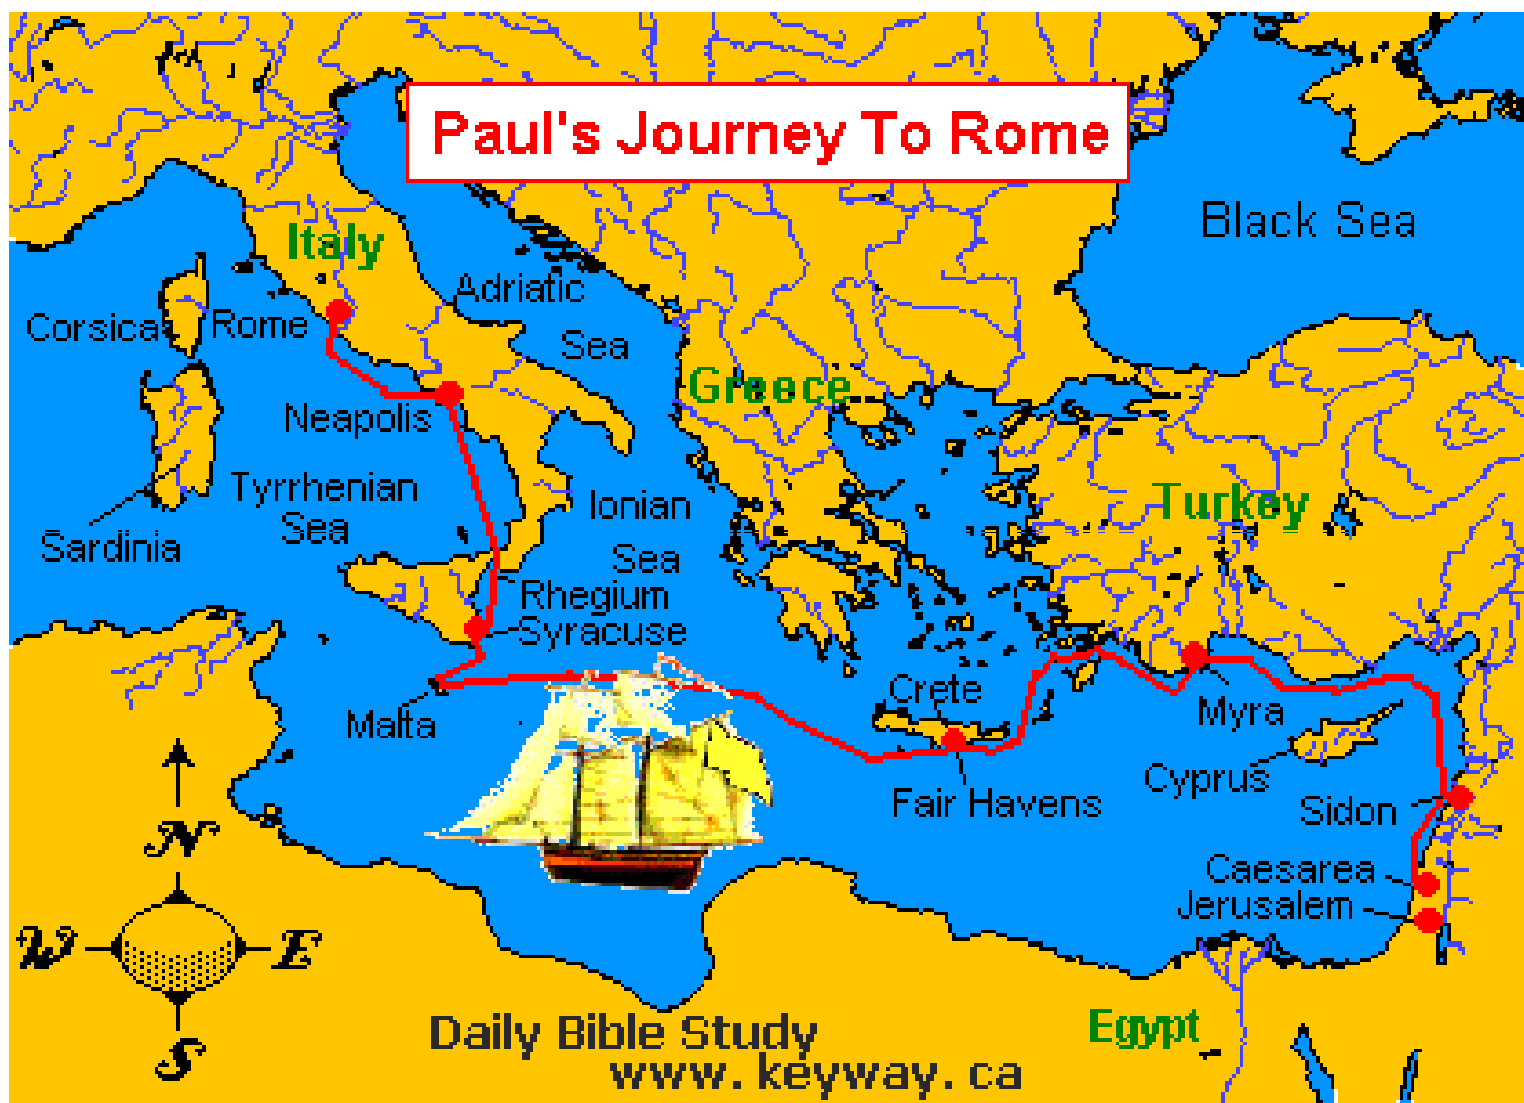 Paul's Journey To Rome
Black Sea
Italy
Adriatic
Sea
Corsica
Rome
Greece
Neapolis
Tyrrhenian
Sea
Ionian
Sea
Turkey
Sardinia
Rhegium
Syracuse
Crete
Malta
Myra
Cyprus
Fair Havens
Sidon
Caesarea
Jerusalem
N
W
E
S
Egypt
Daily Bible Study
www.keyway.ca